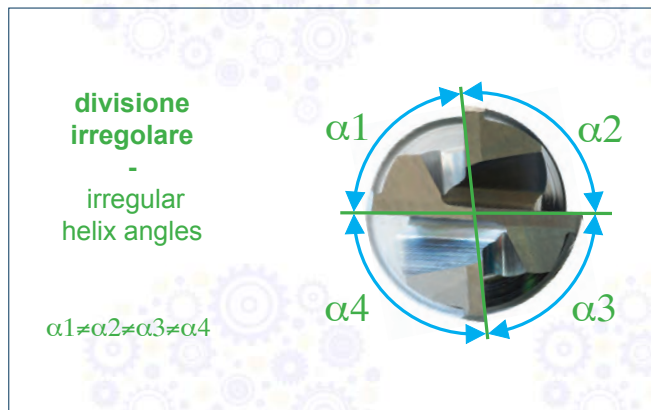 divisione
irregolare
-
irregular
helix angles
α1≠α2≠α3≠α4
α1
α2
α4
α3